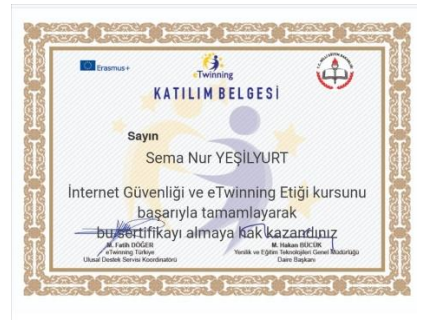 Erasmus+
eTwinning
KATILIM BELGESİ
Sayın
Sema Nur YEŞİLYURT
İnternet Güvenliği ve eTwinning Etiği kursunu
başarıyla tamamlayarak
bu sertifikayı almaya hak kazandınız
M. Fatih DÖĞER
eTwinning Türkiye
Ulusal Destek Servisi Koordinatörü
M. Hakan BÜCÜK
Yenilik ve Eğitim Teknolojileri Genel Müdürlüğü
Daire Başkanı